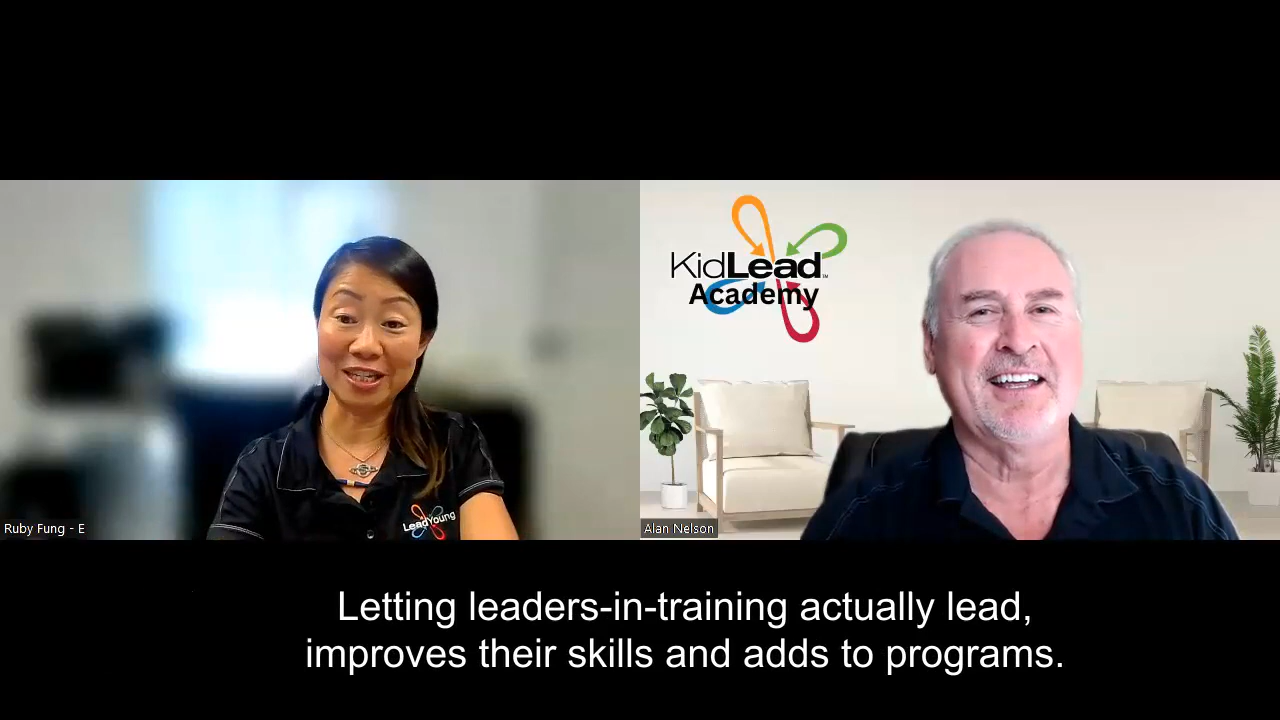 KidLead™
Academy
LeadYoung
Ruby Fung - E
Alan Nelson
Letting leaders-in-training actually lead,
improves their skills and adds to programs.